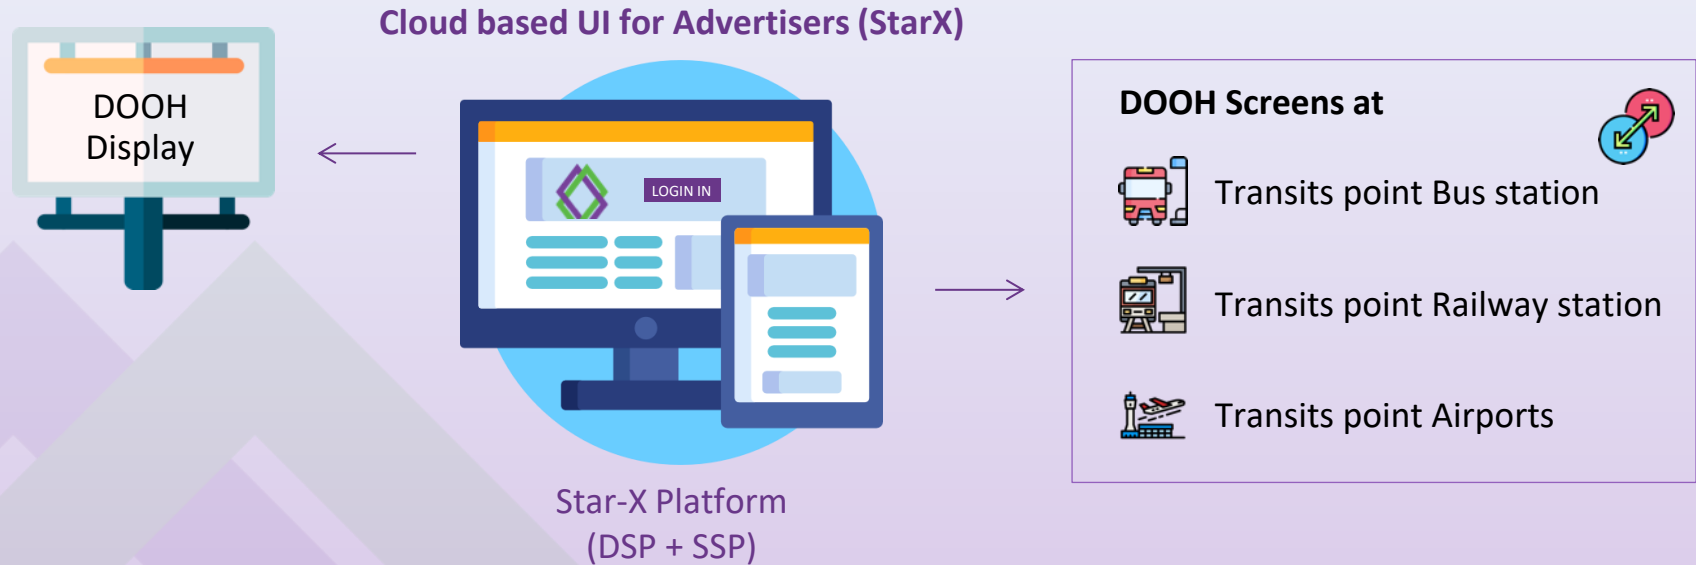 Cloud based UI for Advertisers (StarX)
DOOH
Display
LOGIN IN
Star-X Platform
(DSP + SSP)
DOOH Screens at
Transits point Bus station
Transits point Railway station
Transits point Airports